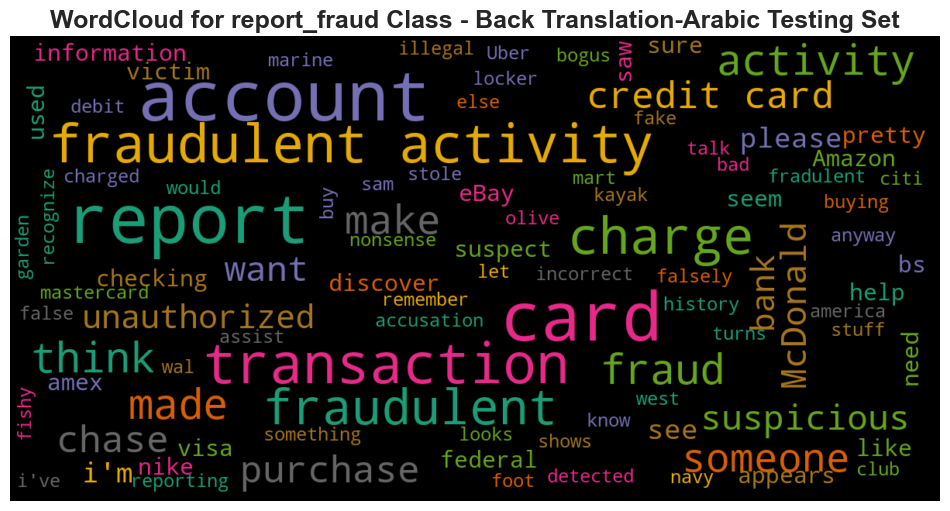 WordCloud for report_fraud Class - Back Translation-Arabic Testing Set
information marine illegal Uber bogus saw sure activity
victim locker
used debit account else credit card fake
fraudulent activity talk please pretty
bad Amazon
recognize charged would buy sam stole eBay mart kayak seem fradulent citi
buying
garden report make olive charge anyway
nonsense suspect
checking want discover let incorrect falsely bank McDonald bs
mastercard remember history help
false unauthorized accusation card america
assist turns stuff
think wal transaction fraud need
amex
fishy made fraudulent west
know suspicious
chase visa something looks shows see like
i'm nike purchase federal someone club
i've reporting foot detected navy appears